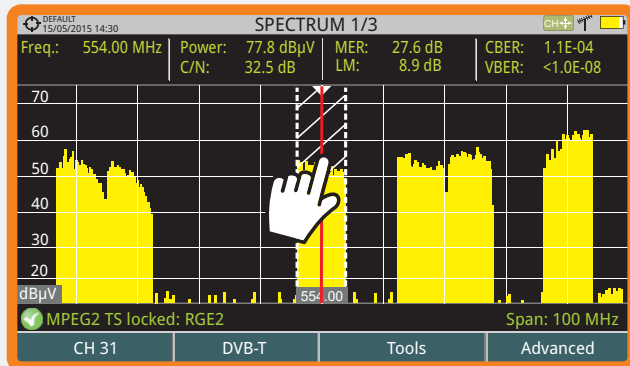 DEFAULT
15/05/2015 14:30
SPECTRUM 1/3
CH
Freq.: 554.00 MHz
Power: 77.8 dBµV
MER: 27.6 dB
CBER: 1.1E-04
C/N: 32.5 dB
LM: 8.9 dB
VBER: <1.0E-08
70
60
50
40
30
20
dBµV
554.00
MPEG2 TS locked: RGE2
Span: 100 MHz
CH 31
DVB-T
Tools
Advanced